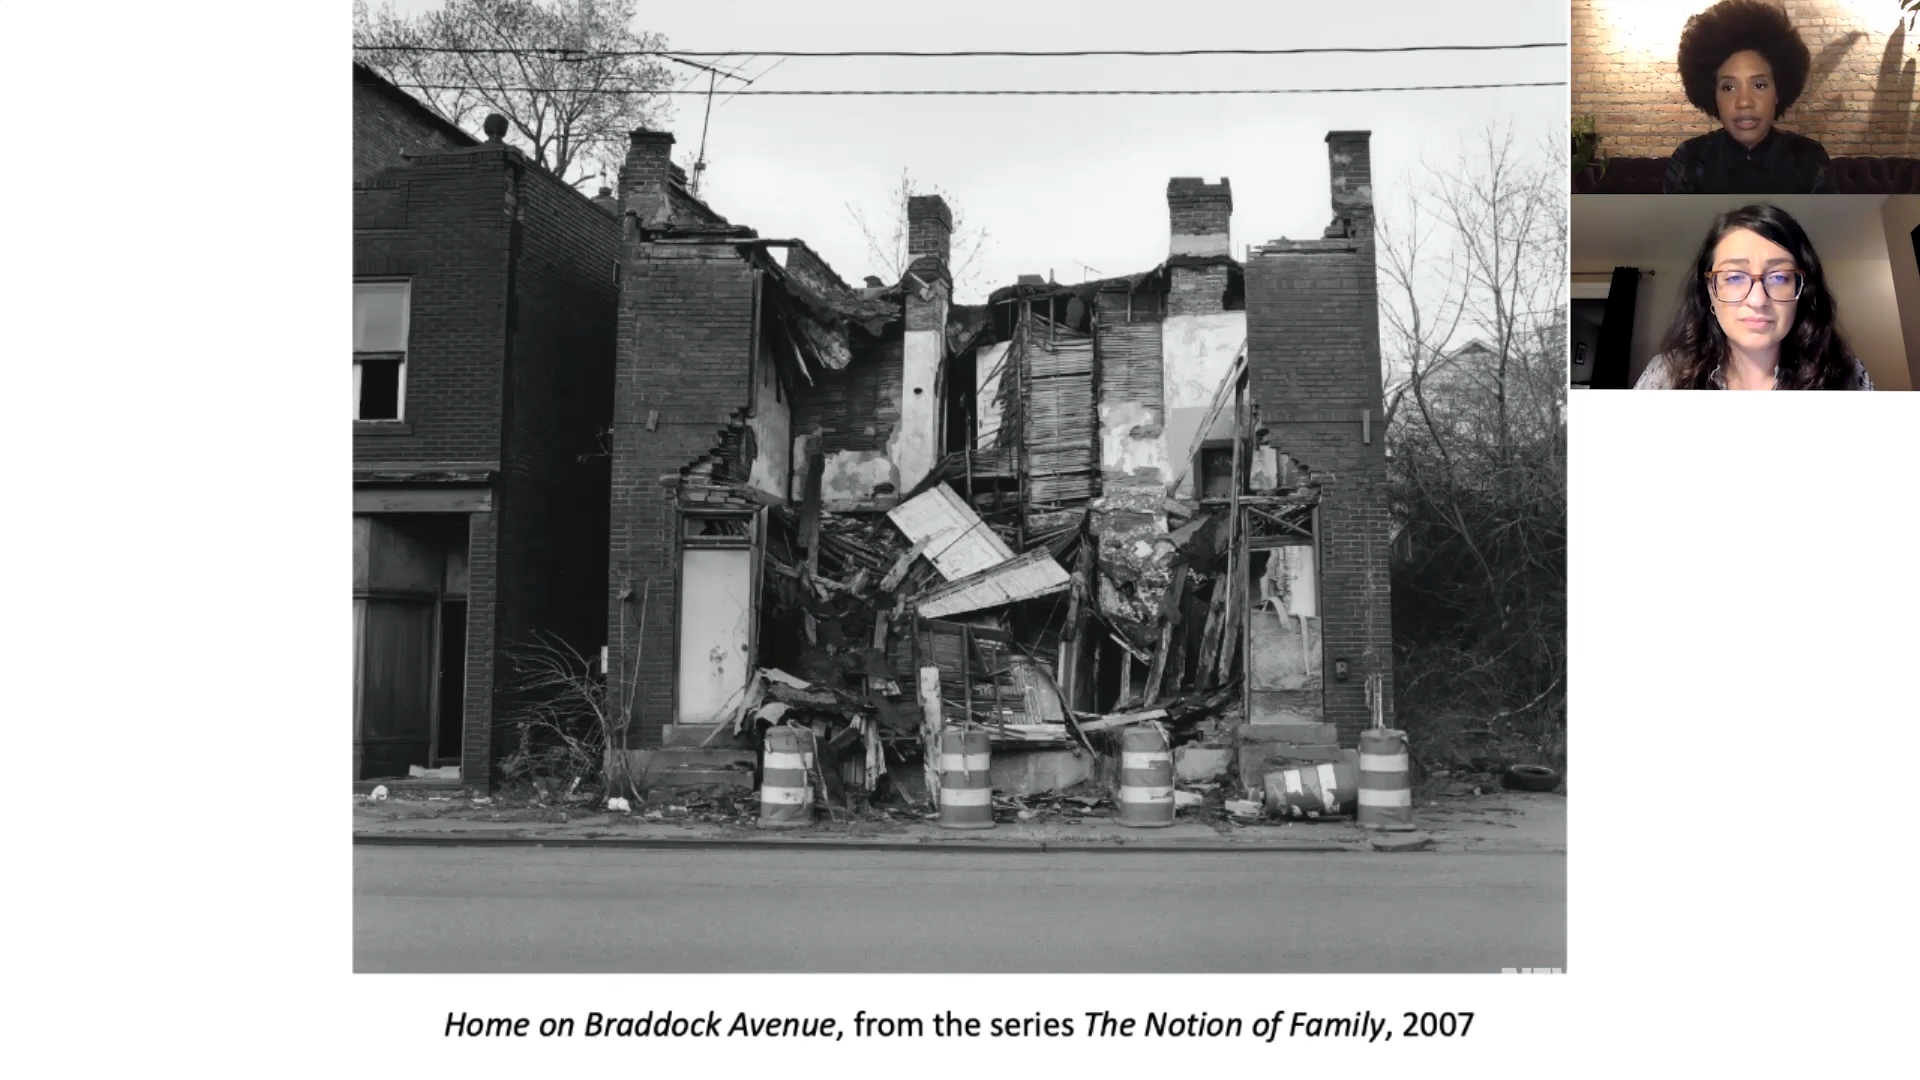 Home on Braddock Avenue, from the series The Notion of Family, 2007